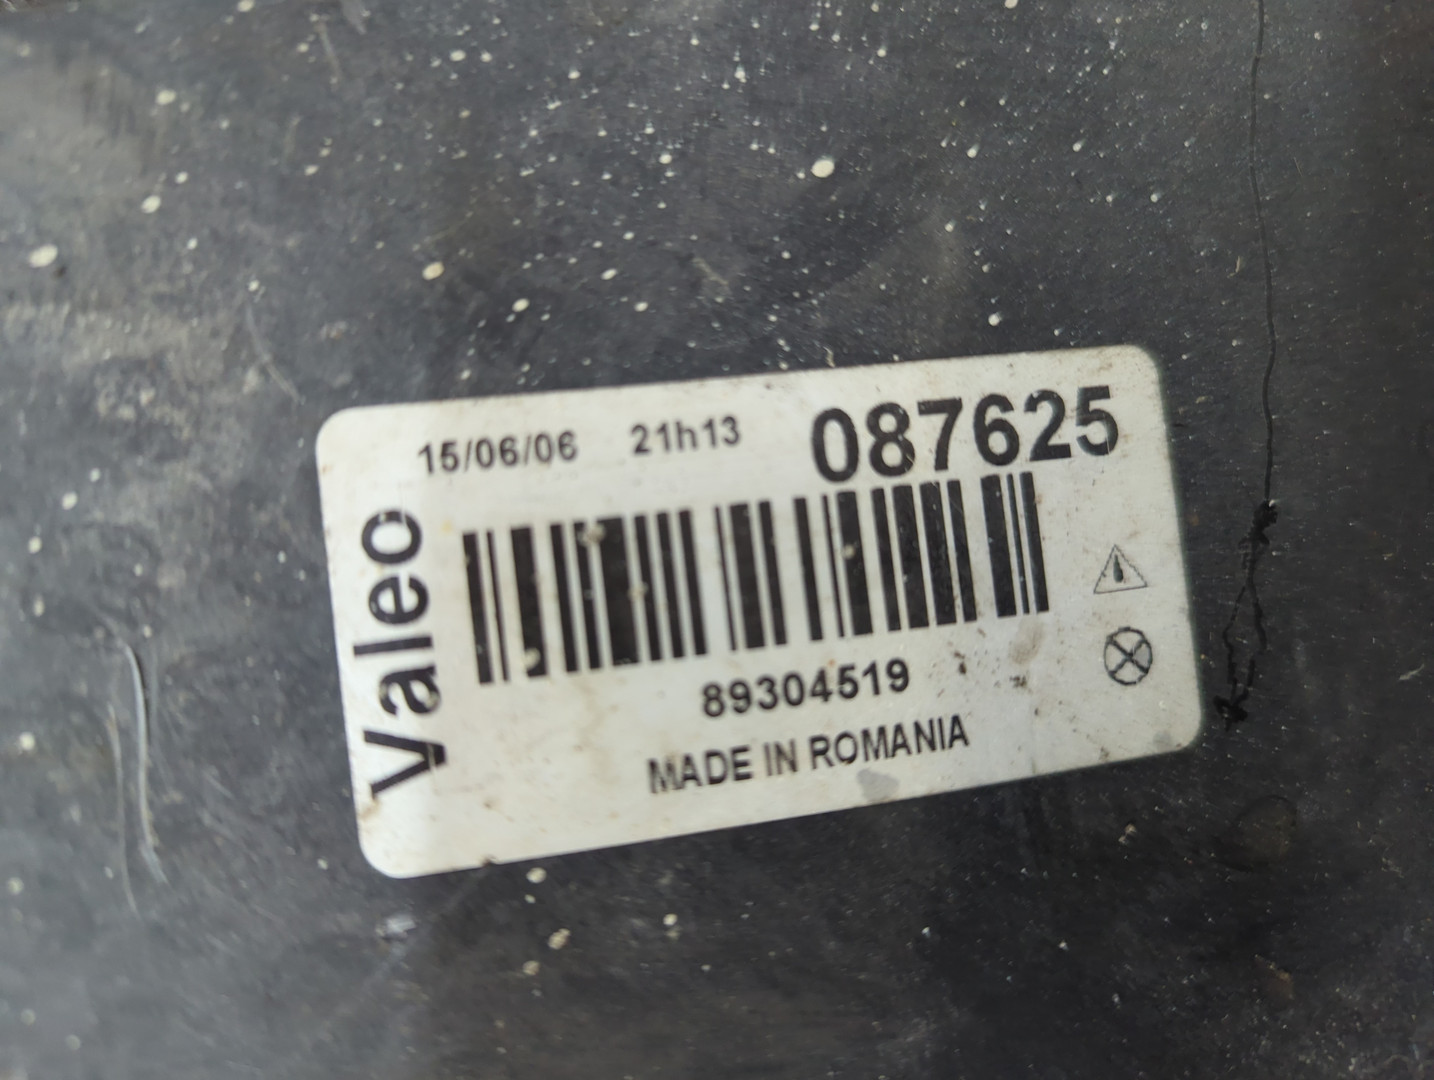 15/06/06 21h13 087625
Valeo
89304519
MADE IN ROMANIA